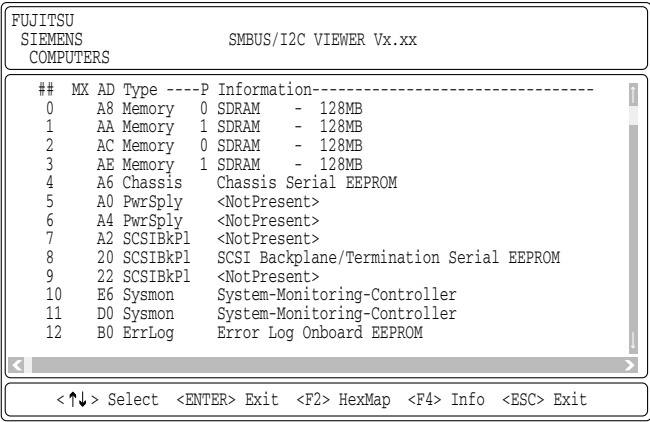 FUJITSU
SIEMENS SMBUS/I2C VIEWER Vx.xx
COMPUTERS
## MX AD Type ----P Information---------------------------------
0 A8 Memory 0 SDRAM - 128MB
1 AA Memory 1 SDRAM - 128MB
2 AC Memory 0 SDRAM - 128MB
3 AE Memory 1 SDRAM - 128MB
4 A6 Chassis Chassis Serial EEPROM
5 A0 PwrSply <NotPresent>
6 A4 PwrSply <NotPresent>
7 A2 SCSIBkPl <NotPresent>
8 20 SCSIBkPl SCSI Backplane/Termination Serial EEPROM
9 22 SCSIBkPl <NotPresent>
10 E6 Sysmon System-Monitoring-Controller
11 D0 Sysmon System-Monitoring-Controller
12 B0 ErrLog Error Log Onboard EEPROM
<↑↓> Select <ENTER> Exit <F2> HexMap <F4> Info <ESC> Exit